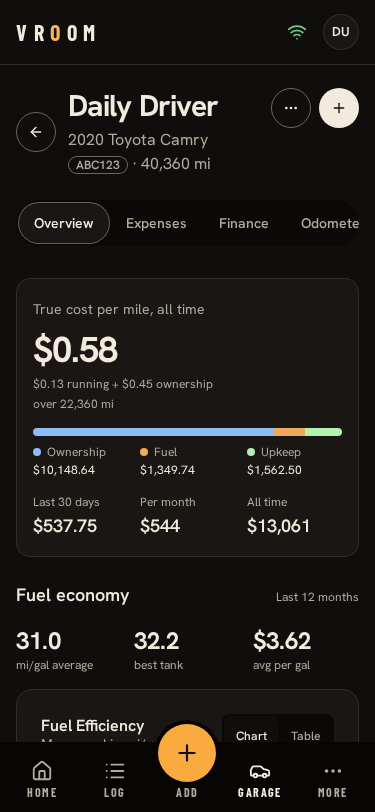 VROOM
DU
Daily Driver
2020 Toyota Camry
ABC123 · 40,360 mi
Overview Expenses Finance Odomete
True cost per mile, all time
$0.58
$0.13 running + $0.45 ownership
over 22,360 mi
Ownership Fuel Upkeep
$10,148.64 $1,349.74 $1,562.50
Last 30 days Per month All time
$537.75 $544 $13,061
Fuel economy Last 12 months
31.0 32.2 $3.62
mi/gal average best tank avg per gal
Fuel Efficiency
Chart Table
HOME LOG ADD GARAGE MORE